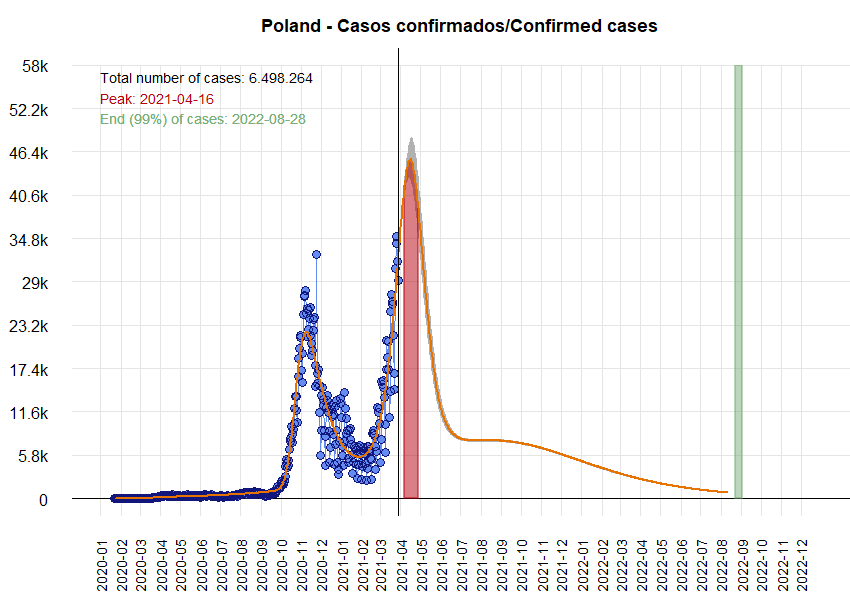 Poland - Casos confirmados/Confirmed cases
58k
Total number of cases: 6.498.264
Peak: 2021-04-16
52.2k
End (99%) of cases: 2022-08-28
46.4k
40.6k
34.8k
29k
23.2k
17.4k
11.6k
5.8k
0
2020-01
2020-02
2020-03
2020-04
2020-05
2020-06
2020-07
2020-08
2020-09
2020-10
2020-11
2020-12
2021-01
2021-02
2021-03
2021-04
2021-05
2021-06
2021-07
2021-08
2021-09
2021-10
2021-11
2021-12
2022-01
2022-02
2022-03
2022-04
2022-05
2022-06
2022-07
2022-08
2022-09
2022-10
2022-11
2022-12